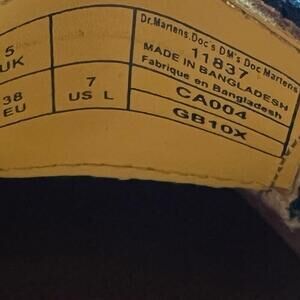 5
UK
38
EU
7
US L
Dr.Martens.Doc's DM's Doc Martens
11837
MADE IN BANGLADESH
Fabrique en Bangladesh
CA004
GB10X